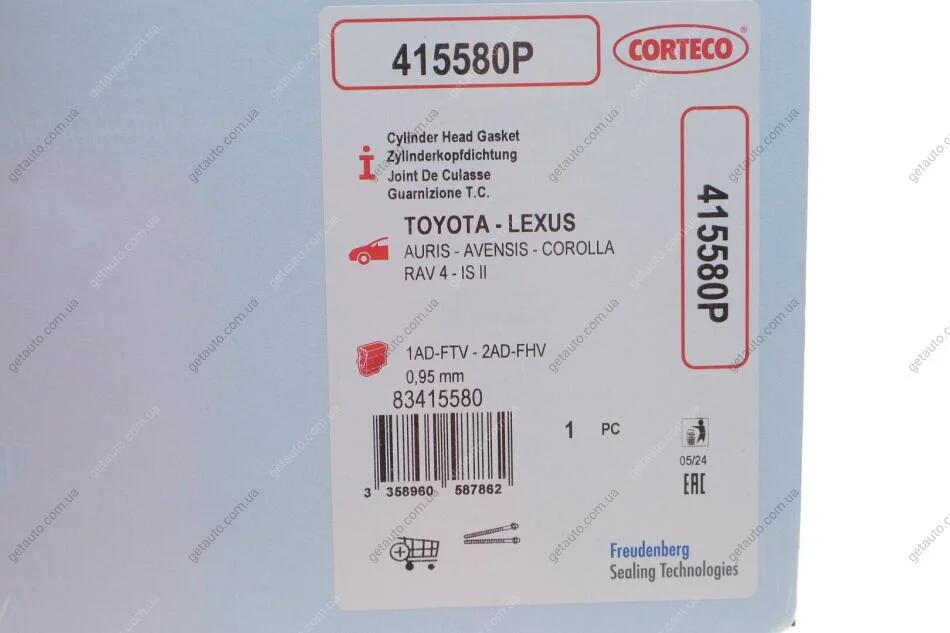 415580P
CORTECO
Cylinder Head Gasket
Zylinderkopfdichtung
Joint De Culasse
Guarnizione T.C.
TOYOTA - LEXUS
AURIS - AVENSIS - COROLLA
RAV 4 - IS II
415580P
1AD-FTV - 2AD-FHV
0,95 mm
83415580
1 PC
3 358960 587862
05/24
EAC
Freudenberg
Sealing Technologies
getauto.com.ua